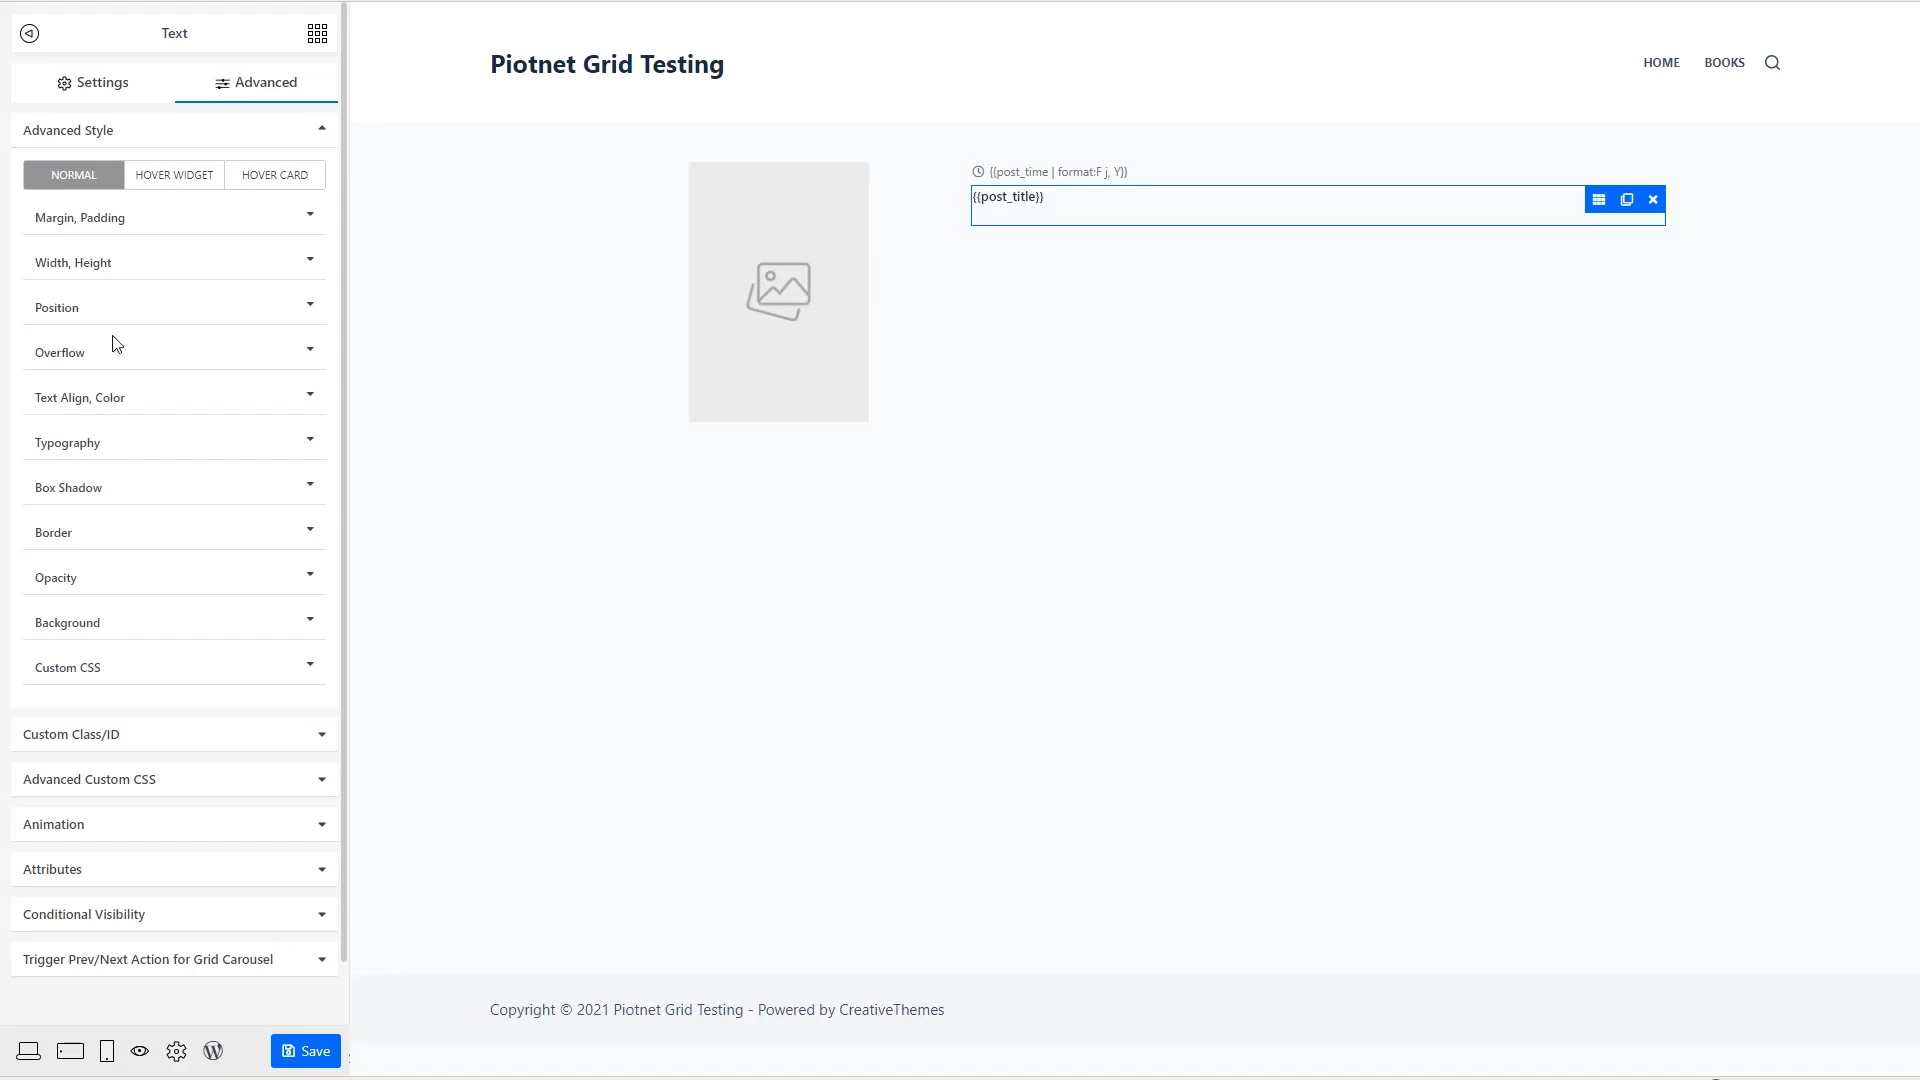 Text
Settings
Advanced
Advanced Style
NORMAL
HOVER WIDGET
HOVER CARD
Margin, Padding
Width, Height
Position
Overflow
Text Align, Color
Typography
Box Shadow
Border
Opacity
Background
Custom CSS
Custom Class/ID
Advanced Custom CSS
Animation
Attributes
Conditional Visibility
Trigger Prev/Next Action for Grid Carousel
Save
Piotnet Grid Testing
HOME
BOOKS
{{post_time | format:F j, Y}}
{{post_title}}
Copyright © 2021 Piotnet Grid Testing - Powered by CreativeThemes